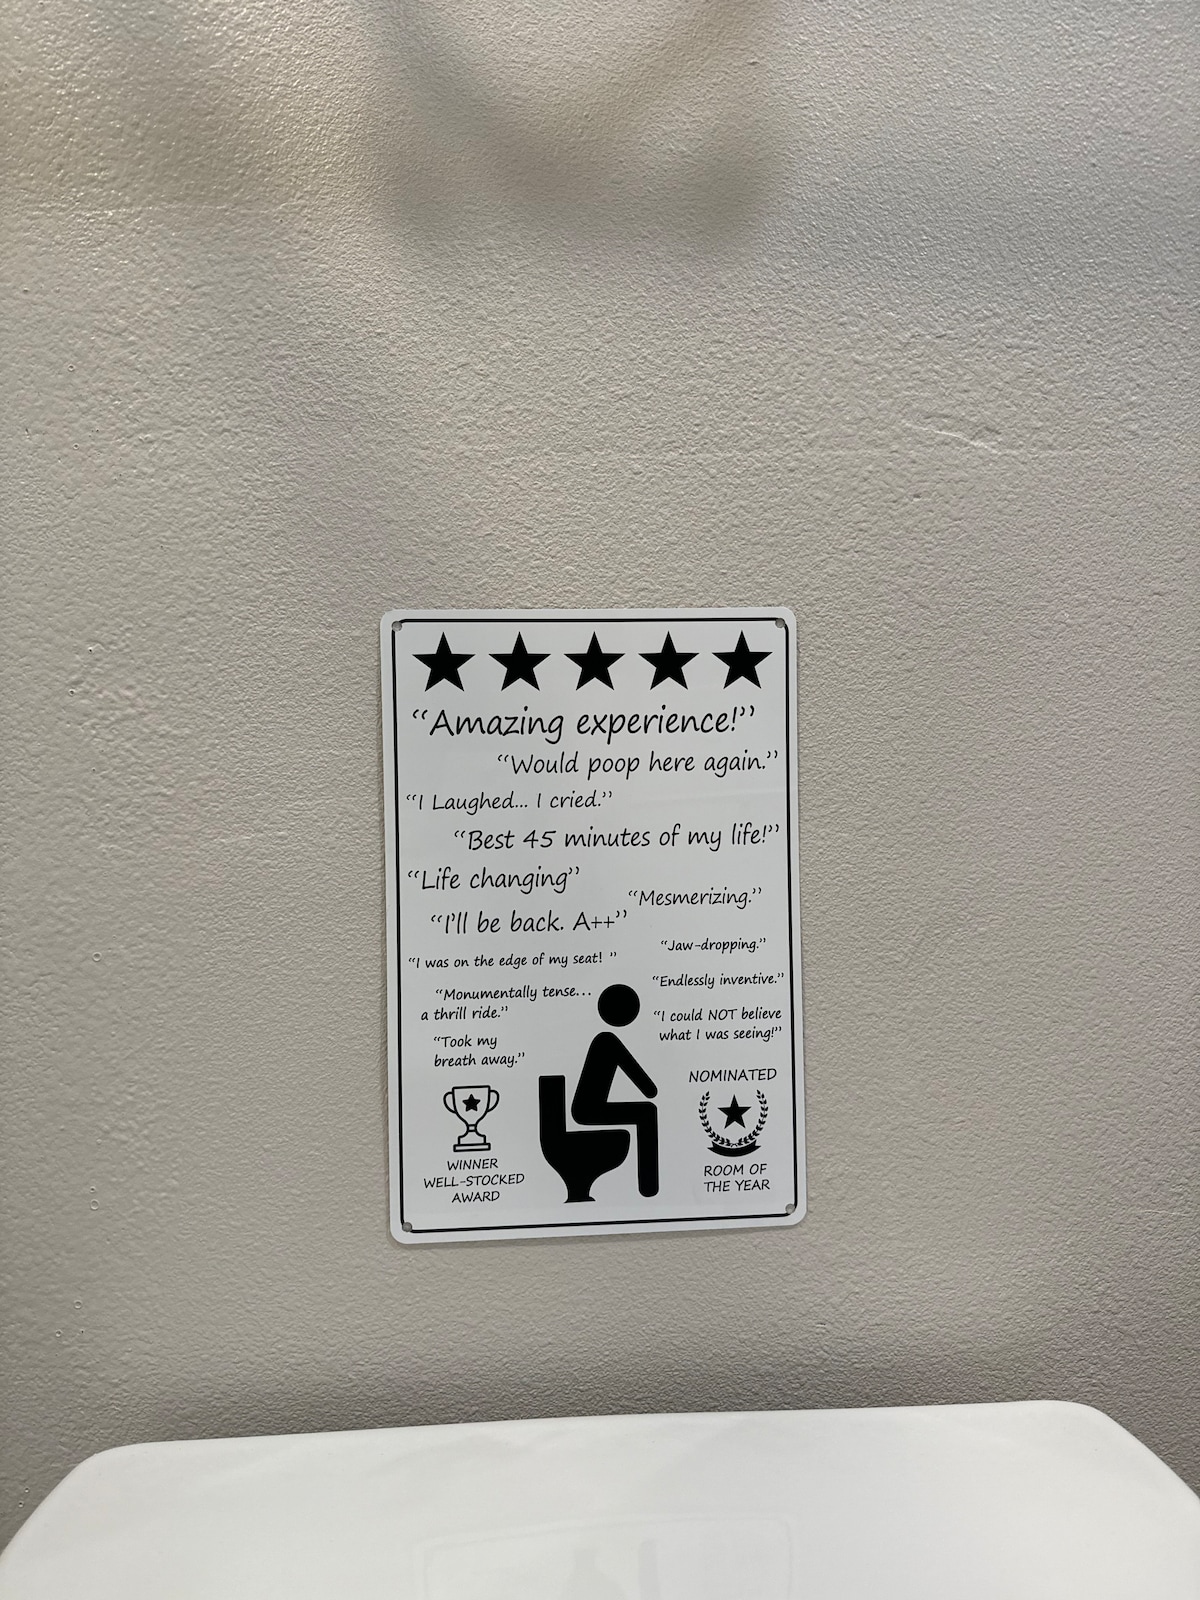 “Amazing experience!”
“Would poop here again.”
“I Laughed... I cried.”
“Best 45 minutes of my life!”
“Life changing”
“Mesmerizing.”
“I'll be back. A++”
“Jaw-dropping.”
“I was on the edge of my seat! ”
“Endlessly inventive.”
“Monumentally tense...
a thrill ride.”
“I could NOT believe
what I was seeing!”
“Took my
breath away.”
WINNER
WELL-STOCKED
AWARD
NOMINATED
ROOM OF
THE YEAR